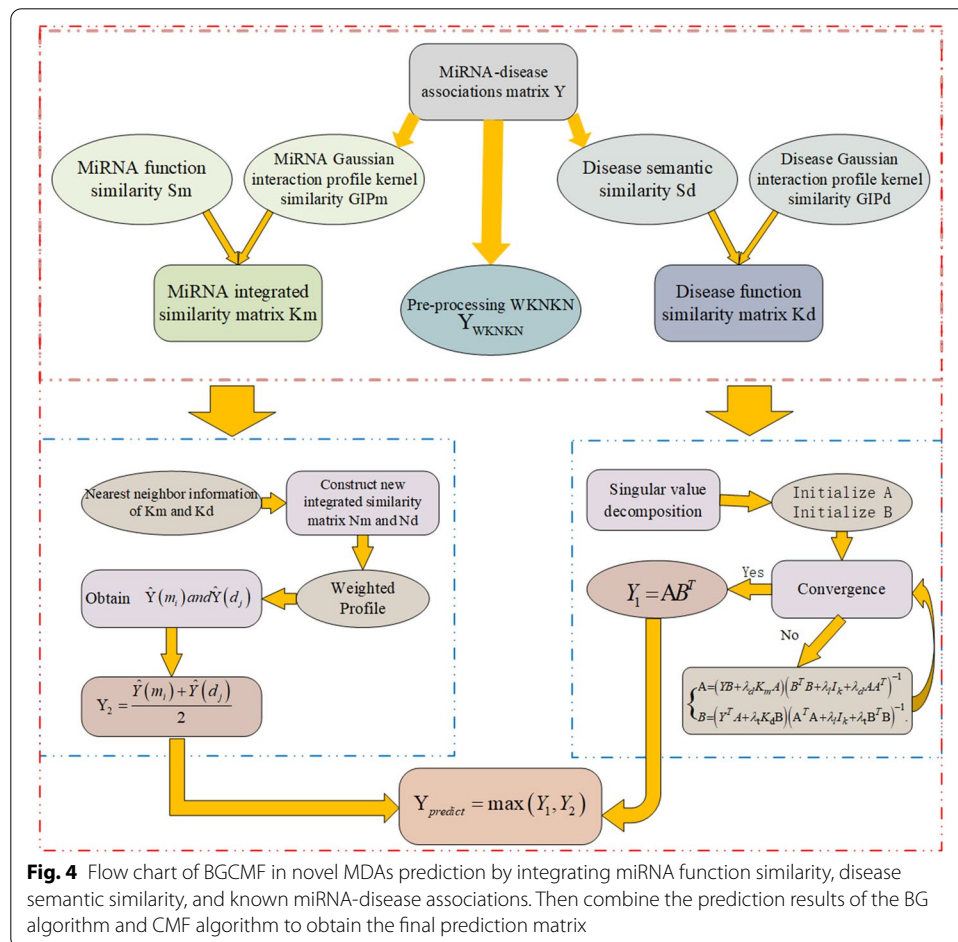 MiRNA-disease
associations matrix Y
MiRNA function
similarity Sm
MiRNA Gaussian
interaction profile kernel
similarity GIPm
Disease semantic
similarity Sd
Disease Gaussian
interaction profile kernel
similarity GIPd
MiRNA integrated
similarity matrix Km
Pre-processing WKNKN
Y_WKNKN
Disease function
similarity matrix Kd
Nearest neighbor information
of Km and Kd
Construct new
integrated similarity
matrix Nm and Nd
Weighted
Profile
Obtain Ŷ(m_i) and Ŷ(d_j)
Y_2 = (Ŷ(m_i) + Ŷ(d_j)) / 2
Singular value
decomposition
Initialize A
Initialize B
Convergence
Yes
Y_1 = AB^T
No
A=(YB+λ_d K_m A)(B^T B+λ_l I_k+λ_d AA^T)^-1
B=(Y^T A+λ_t K_d B)(A^T A+λ_l I_k+λ_t B^T B)^-1.
Y_predict = max(Y_1, Y_2)
Fig. 4 Flow chart of BGCMF in novel MDAs prediction by integrating miRNA function similarity, disease
semantic similarity, and known miRNA-disease associations. Then combine the prediction results of the BG
algorithm and CMF algorithm to obtain the final prediction matrix